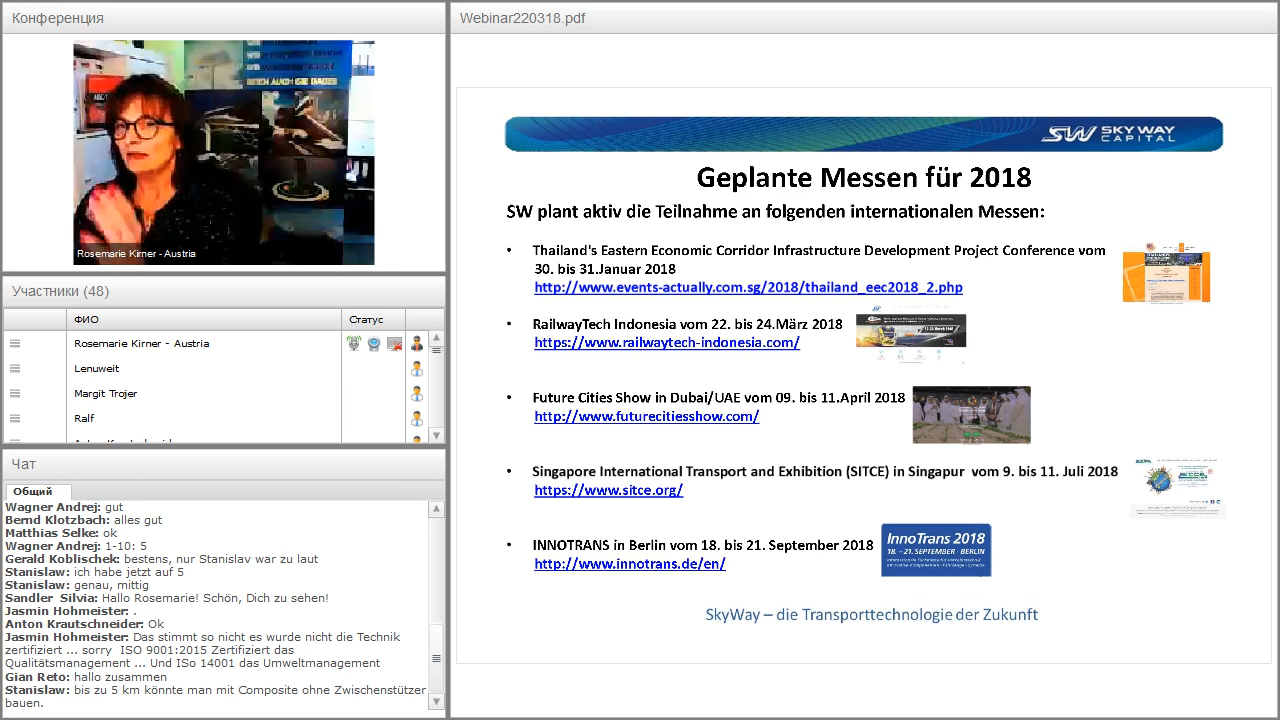 Конференция
Rosemarie Kirner - Austria
Участники (48)
ФИО
Статус
Rosemarie Kirner - Austria
Lenuweit
Margit Trojer
Ralf
Чат
Общий
Wagner Andrej: gut
Bernd Klotzbach: alles gut
Matthias Selke: ok
Wagner Andrej: 1-10: 5
Gerald Koblischek: bestens, nur Stanislav war zu laut
Stanislaw: ich habe jetzt auf 5
Stanislaw: genau, mittig
Sandler Silvia: Hallo Rosemarie! Schön, Dich zu sehen!
Jasmin Hohmeister: .
Anton Krautschneider: Ok
Jasmin Hohmeister: Das stimmt so nicht es wurde nicht die Technik
zertifiziert ... sorry ISO 9001:2015 Zertifiziert das
Qualitätsmanagement ... Und iSo 14001 das Umweltmanagement
Gian Reto: hallo zusammen
Stanislaw: bis zu 5 km könnte man mit Composite ohne Zwischenstützer
bauen.
Webinar220318.pdf
SW SKY WAY
CAPITAL
Geplante Messen für 2018
SW plant aktiv die Teilnahme an folgenden internationalen Messen:
• Thailand's Eastern Economic Corridor Infrastructure Development Project Conference vom
30. bis 31.Januar 2018
http://www.events-actually.com.sg/2018/thailand_eec2018_2.php
• RailwayTech Indonesia vom 22. bis 24.März 2018
https://www.railwaytech-indonesia.com/
• Future Cities Show in Dubai/UAE vom 09. bis 11.April 2018
http://www.futurecitiesshow.com/
• Singapore International Transport and Exhibition (SITCE) in Singapur vom 9. bis 11. Juli 2018
https://www.sitce.org/
• INNOTRANS in Berlin vom 18. bis 21. September 2018
http://www.innotrans.de/en/
InnoTrans 2018
18. – 21. SEPTEMBER · BERLIN
SkyWay – die Transporttechnologie der Zukunft